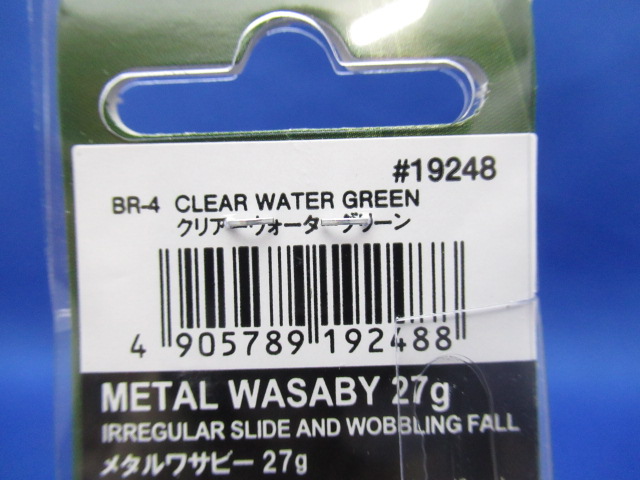 #19248
BR-4 CLEAR WATER GREEN
クリアーウォーターグリーン
4 905789 192488
METAL WASABY 27g
IRREGULAR SLIDE AND WOBBLING FALL
メタルワサビー 27g